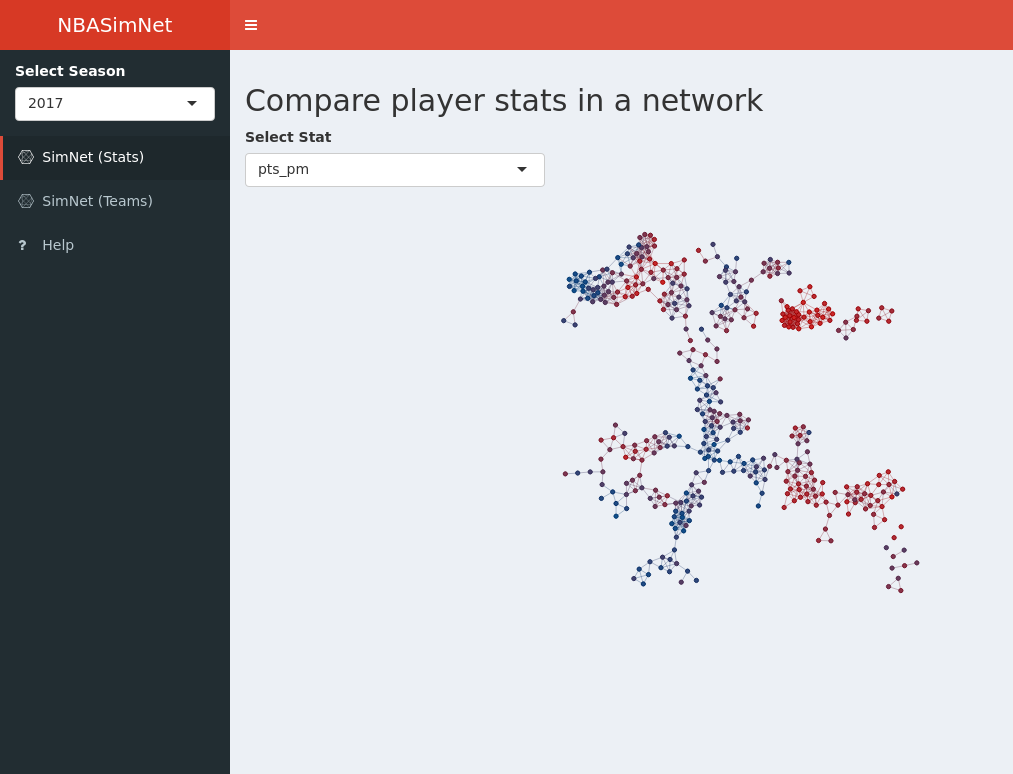 NBASimNet
Select Season
2017
SimNet (Stats)
SimNet (Teams)
? Help
Compare player stats in a network
Select Stat
pts_pm